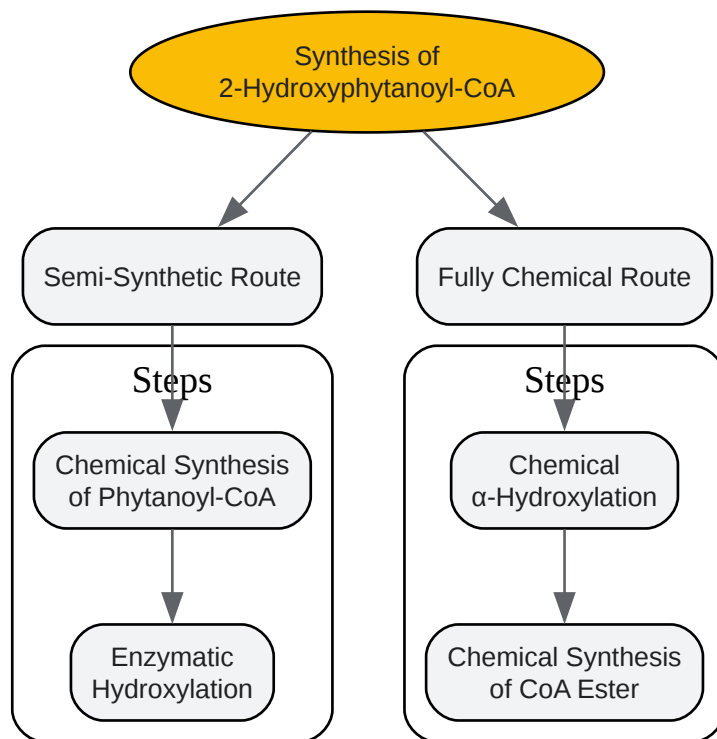 Synthesis of
2-Hydroxyphytanoyl-CoA
Semi-Synthetic Route
Fully Chemical Route
Steps
Steps
Chemical Synthesis
of Phytanoyl-CoA
Chemical
α-Hydroxylation
Enzymatic
Hydroxylation
Chemical Synthesis
of CoA Ester